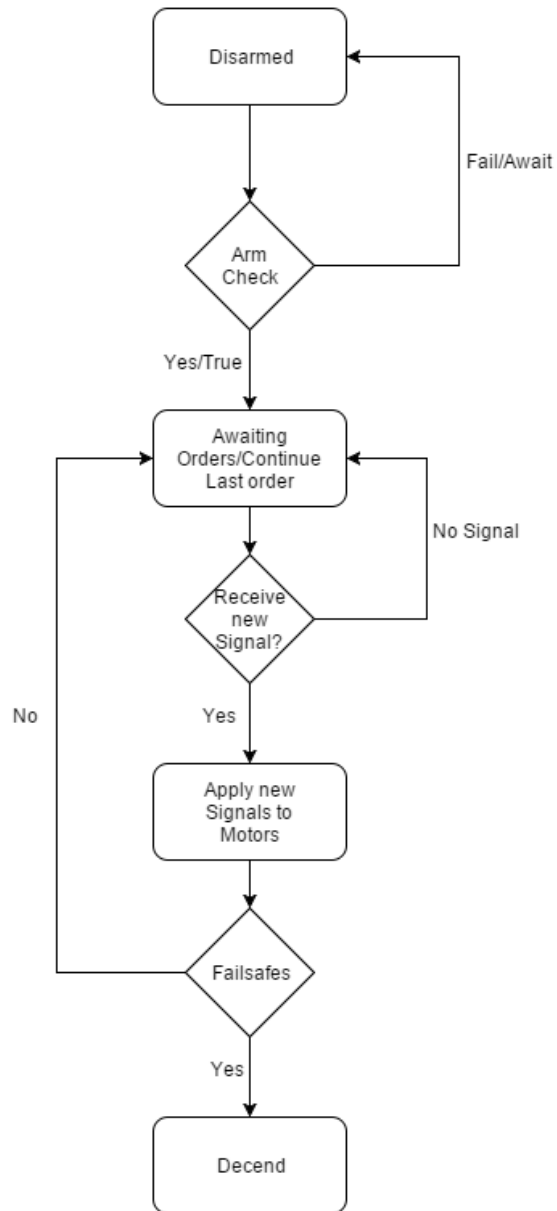 Disarmed
Fail/Await
Arm
Check
Yes/True
Awaiting
Orders/Continue
Last order
No Signal
Receive
new
Signal?
No
Yes
Apply new
Signals to
Motors
Failsafes
Yes
Decend